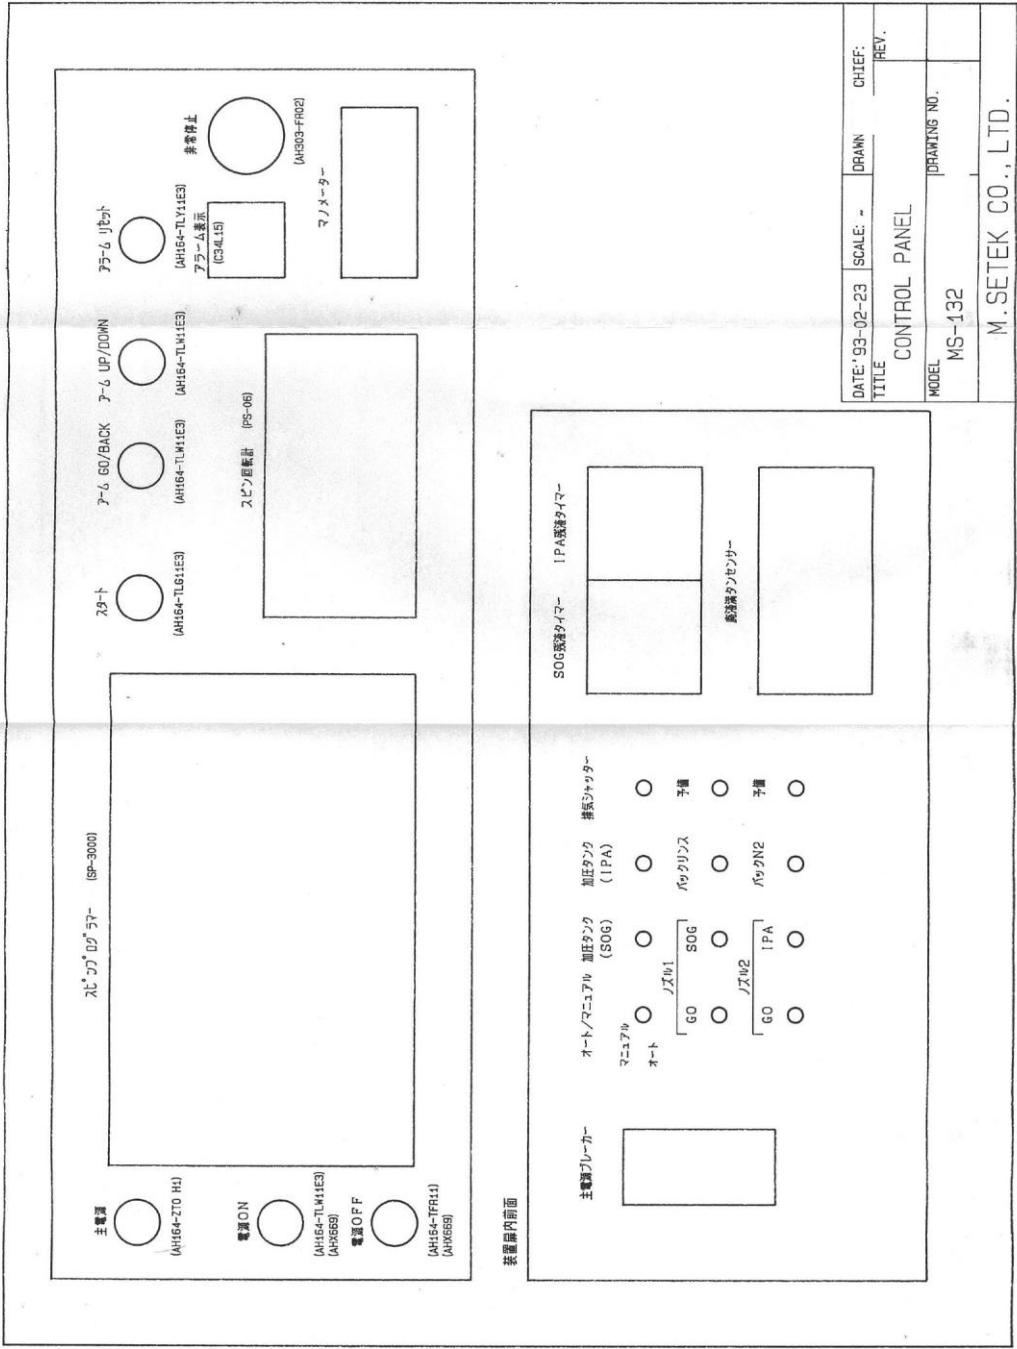 主電源
(AH164-ZTO H1)
電源ON
(AH164-TLW11E3)
(AHX669)
電源OFF
(AH164-TFR11)
(AHX669)
スピンプログラマー (SP-3000)
スタート
(AH164-TLG11E3)
アーム GO/BACK
(AH164-TLW11E3)
アーム UP/DOWN
(AH164-TLW11E3)
アラーム リセット
(AH164-TLY11E3)
アラーム表示
(C34L15)
非常停止
(AH303-FR02)
スピン回転計 (PS-06)
マノメーター
装置扉内前面
主電源ブレーカー
オート/マニュアル
マニュアル
オート
加圧タンク
(SOG)
加圧タンク
(IPA)
排気シャッター
ノズル1
GO
SOG
バックリンス
予備
ノズル2
GO
IPA
バックN2
予備
SOG残液タイマー
IPA残液タイマー
廃液満タンセンサー
DATE:'93-02-23
SCALE: ~
DRAWN
CHIEF:
TITLE
CONTROL PANEL
REV.
MODEL
MS-132
DRAWING NO.
M.SETEK CO.,LTD.